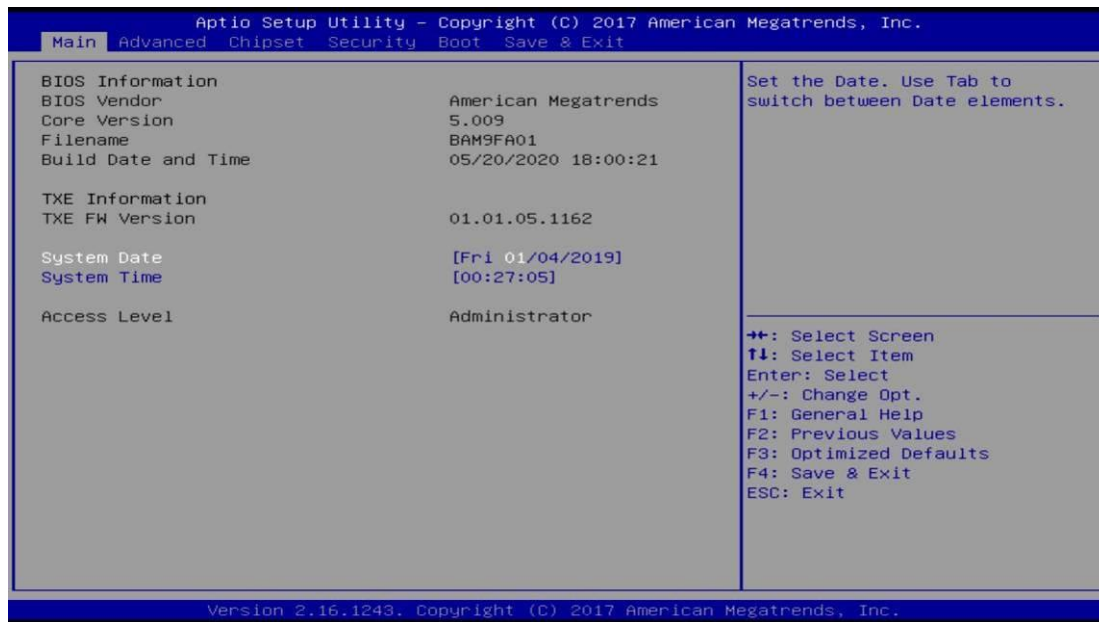 Aptio Setup Utility – Copyright (C) 2017 American Megatrends, Inc.
Main Advanced Chipset Security Boot Save & Exit
BIOS Information
BIOS Vendor American Megatrends
Core Version 5.009
Filename BAM9FA01
Build Date and Time 05/20/2020 18:00:21
TXE Information
TXE FW Version 01.01.05.1162
System Date [Fri 01/04/2019]
System Time [00:27:05]
Access Level Administrator
Set the Date. Use Tab to
switch between Date elements.
→←: Select Screen
↑↓: Select Item
Enter: Select
+/-: Change Opt.
F1: General Help
F2: Previous Values
F3: Optimized Defaults
F4: Save & Exit
ESC: Exit
Version 2.16.1243. Copyright (C) 2017 American Megatrends, Inc.